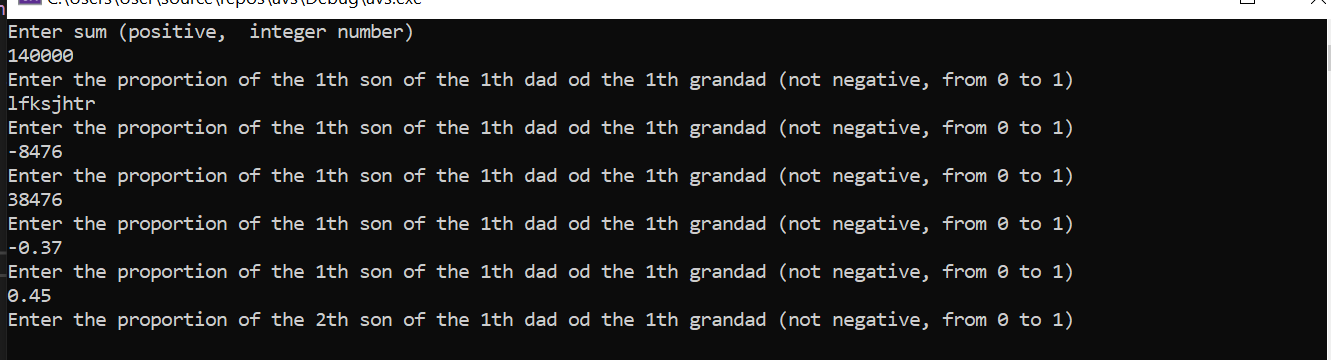 C:\Users\User\source\repos\avs\Debug\avs.exe
Enter sum (positive,  integer number)
140000
Enter the proportion of the 1th son of the 1th dad od the 1th grandad (not negative, from 0 to 1)
lfksjhtr
Enter the proportion of the 1th son of the 1th dad od the 1th grandad (not negative, from 0 to 1)
-8476
Enter the proportion of the 1th son of the 1th dad od the 1th grandad (not negative, from 0 to 1)
38476
Enter the proportion of the 1th son of the 1th dad od the 1th grandad (not negative, from 0 to 1)
-0.37
Enter the proportion of the 1th son of the 1th dad od the 1th grandad (not negative, from 0 to 1)
0.45
Enter the proportion of the 2th son of the 1th dad od the 1th grandad (not negative, from 0 to 1)